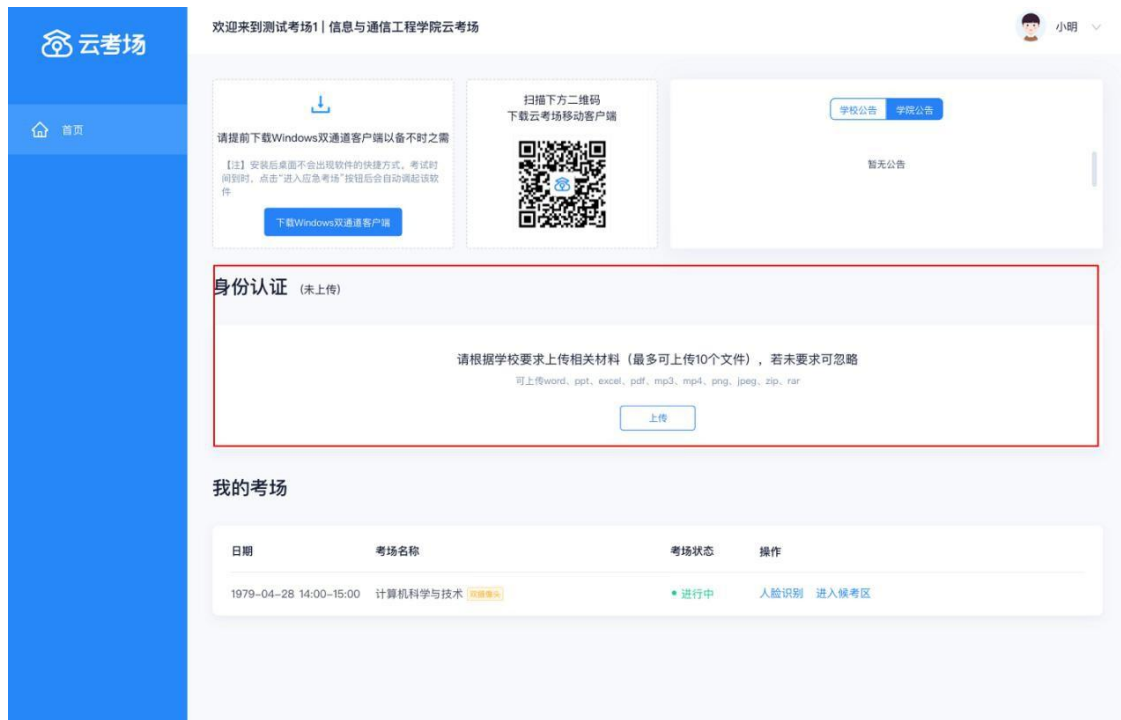 云考场
首页
欢迎来到测试考场1 | 信息与通信工程学院云考场
小明
请提前下载Windows双通道客户端以备不时之需
【注】安装后桌面不会出现软件的快捷方式。考试时
间到时，点击“进入应急考场”按钮后会自动调起该软
件
下载Windows双通道客户端
扫描下方二维码
下载云考场移动客户端
学校公告 学院公告
暂无公告
身份认证 (未上传)
请根据学校要求上传相关材料（最多可上传10个文件），若未要求可忽略
可上传word、ppt、excel、pdf、mp3、mp4、png、jpeg、zip、rar
上传
我的考场
日期 考场名称 考场状态 操作
1979-04-28 14:00-15:00 计算机科学与技术 双摄像头 进行中 人脸识别 进入候考区